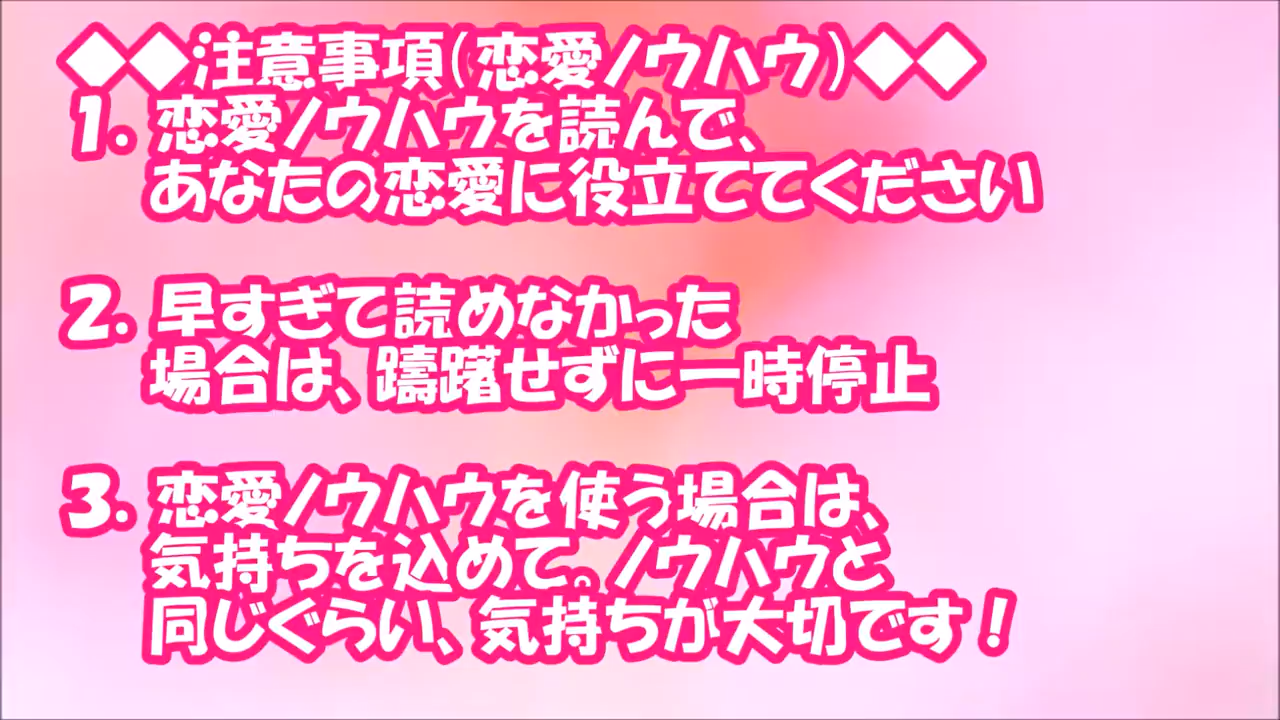 ◆◆注意事項(恋愛ノウハウ)◆◆
1. 恋愛ノウハウを読んで、
あなたの恋愛に役立ててください
2. 早すぎて読めなかった
場合は、躊躇せずに一時停止
3. 恋愛ノウハウを使う場合は、
気持ちを込めて。ノウハウと
同じぐらい、気持ちが大切です！